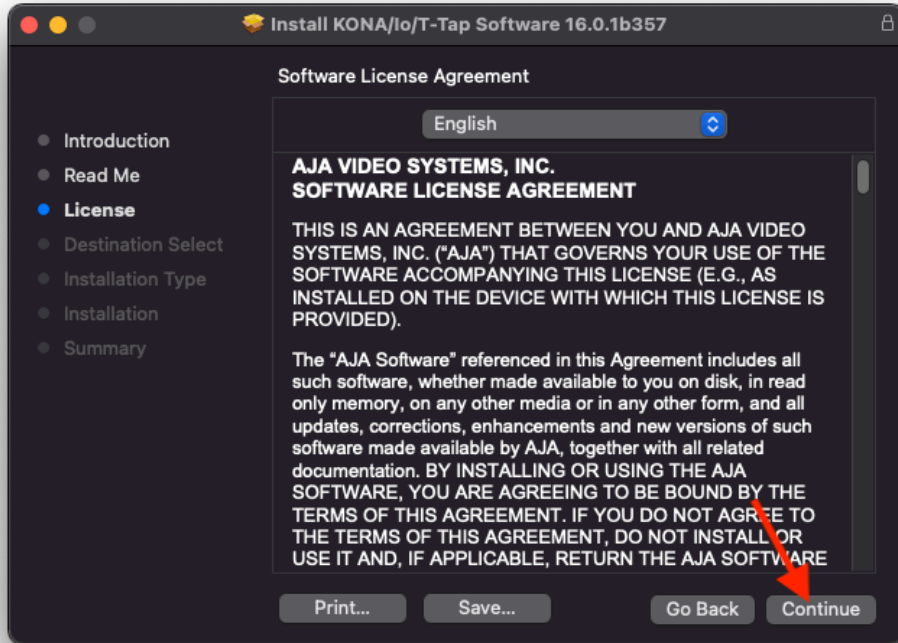 Install KONA/Io/T-Tap Software 16.0.1b357
Software License Agreement
Introduction
Read Me
License
Destination Select
Installation Type
Installation
Summary
English
AJA VIDEO SYSTEMS, INC.
SOFTWARE LICENSE AGREEMENT
THIS IS AN AGREEMENT BETWEEN YOU AND AJA VIDEO
SYSTEMS, INC. (“AJA”) THAT GOVERNS YOUR USE OF THE
SOFTWARE ACCOMPANYING THIS LICENSE (E.G., AS
INSTALLED ON THE DEVICE WITH WHICH THIS LICENSE IS
PROVIDED).
The “AJA Software” referenced in this Agreement includes all
such software, whether made available to you on disk, in read
only memory, on any other media or in any other form, and all
updates, corrections, enhancements and new versions of such
software made available by AJA, together with all related
documentation. BY INSTALLING OR USING THE AJA
SOFTWARE, YOU ARE AGREEING TO BE BOUND BY THE
TERMS OF THIS AGREEMENT. IF YOU DO NOT AGREE TO
THE TERMS OF THIS AGREEMENT, DO NOT INSTALL OR
USE IT AND, IF APPLICABLE, RETURN THE AJA SOFTWARE
Print...
Save...
Go Back
Continue